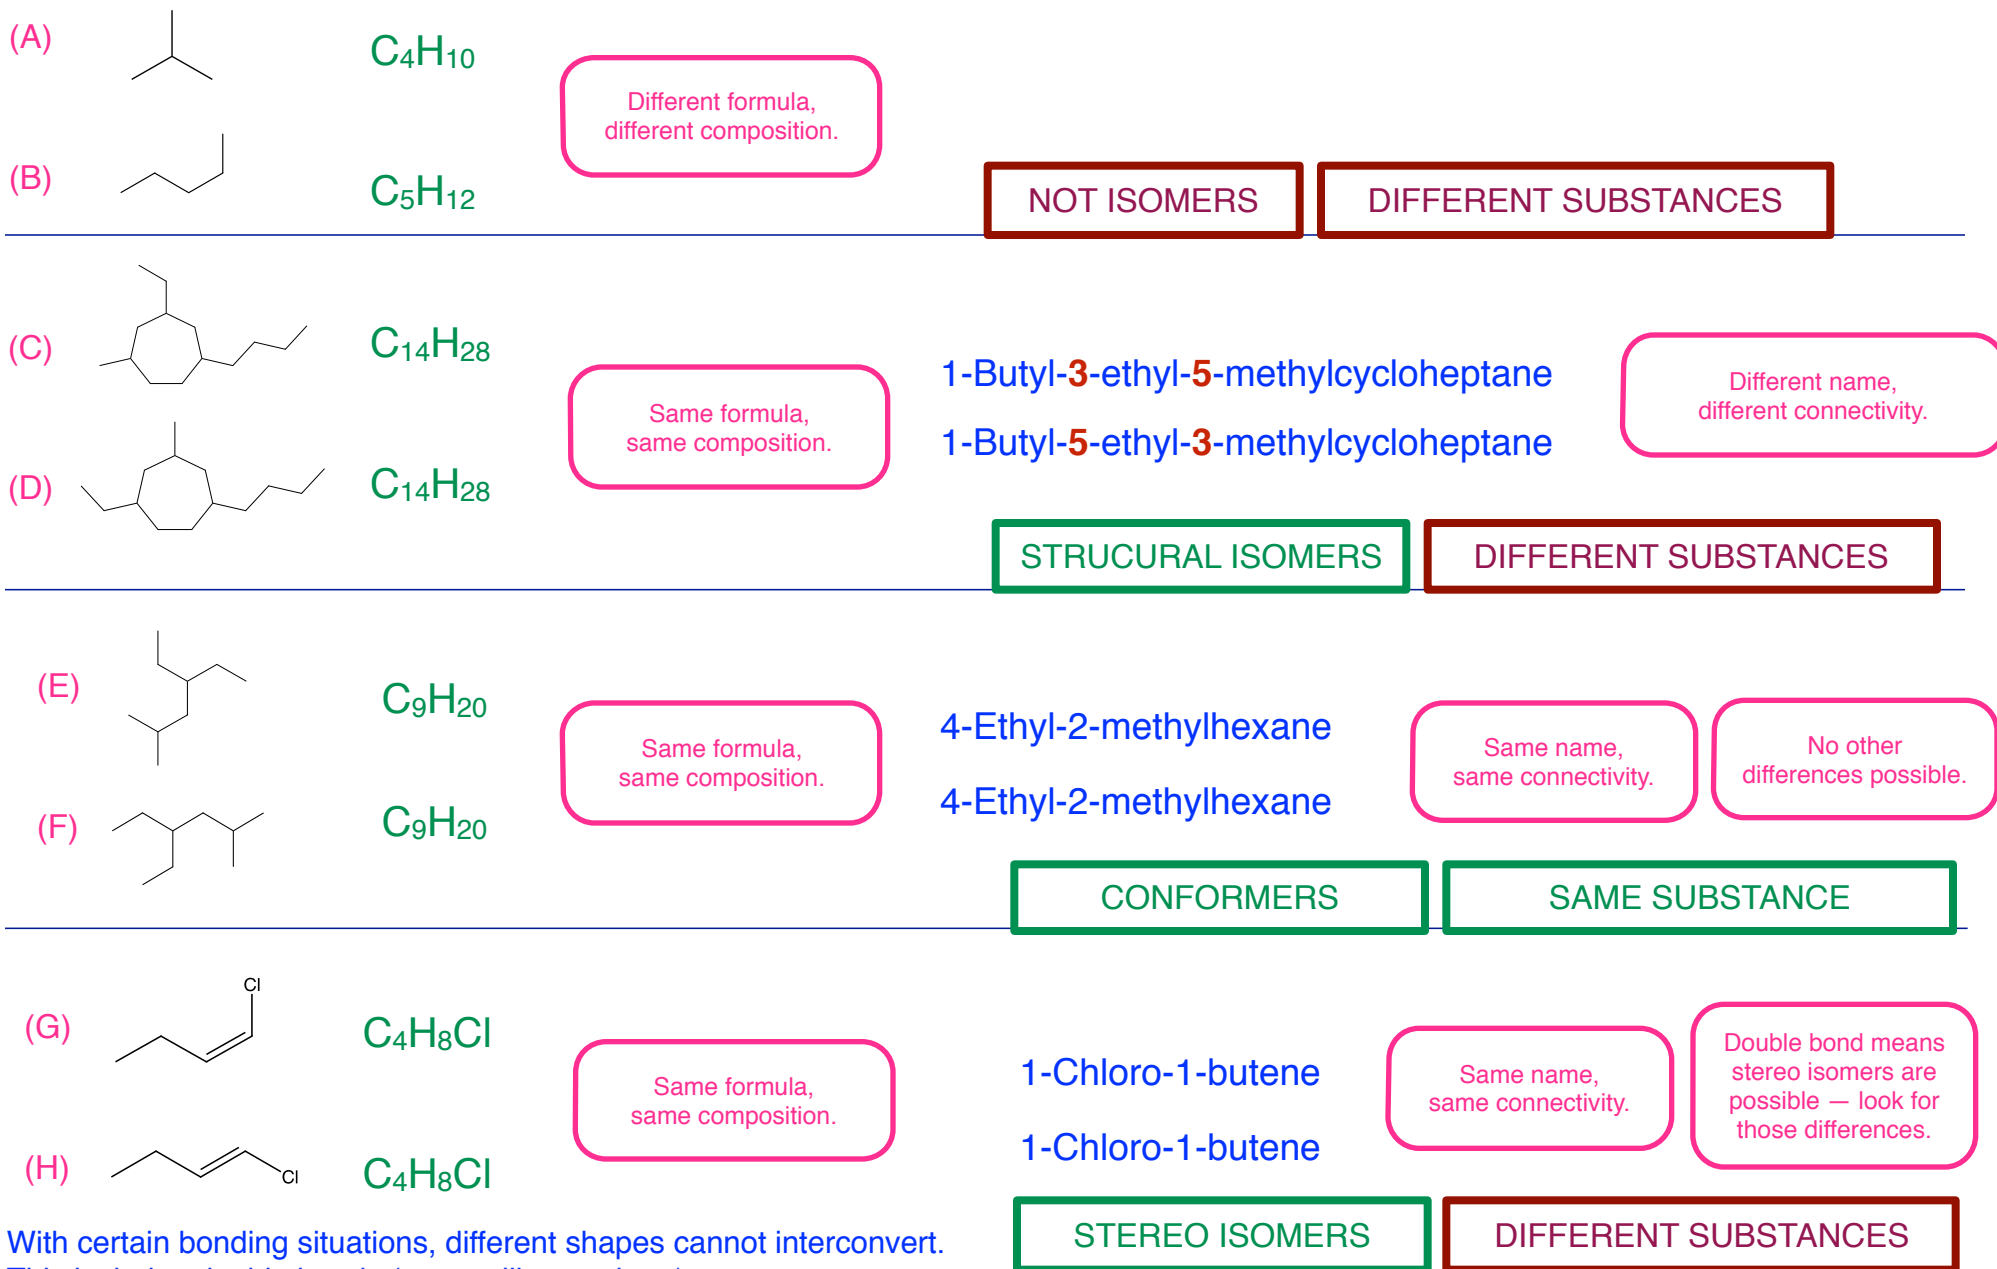 (A)
C4H10
Different formula,
different composition.
(B)
C5H12
NOT ISOMERS
DIFFERENT SUBSTANCES
(C)
C14H28
Same formula,
same composition.
1-Butyl-3-ethyl-5-methylcycloheptane
1-Butyl-5-ethyl-3-methylcycloheptane
Different name,
different connectivity.
(D)
C14H28
STRUCURAL ISOMERS
DIFFERENT SUBSTANCES
(E)
C9H20
Same formula,
same composition.
4-Ethyl-2-methylhexane
4-Ethyl-2-methylhexane
Same name,
same connectivity.
No other
differences possible.
(F)
C9H20
CONFORMERS
SAME SUBSTANCE
(G)
Cl
C4H8Cl
Same formula,
same composition.
1-Chloro-1-butene
1-Chloro-1-butene
Same name,
same connectivity.
Double bond means
stereo isomers are
possible — look for
those differences.
(H)
Cl
C4H8Cl
STEREO ISOMERS
DIFFERENT SUBSTANCES
With certain bonding situations, different shapes cannot interconvert.